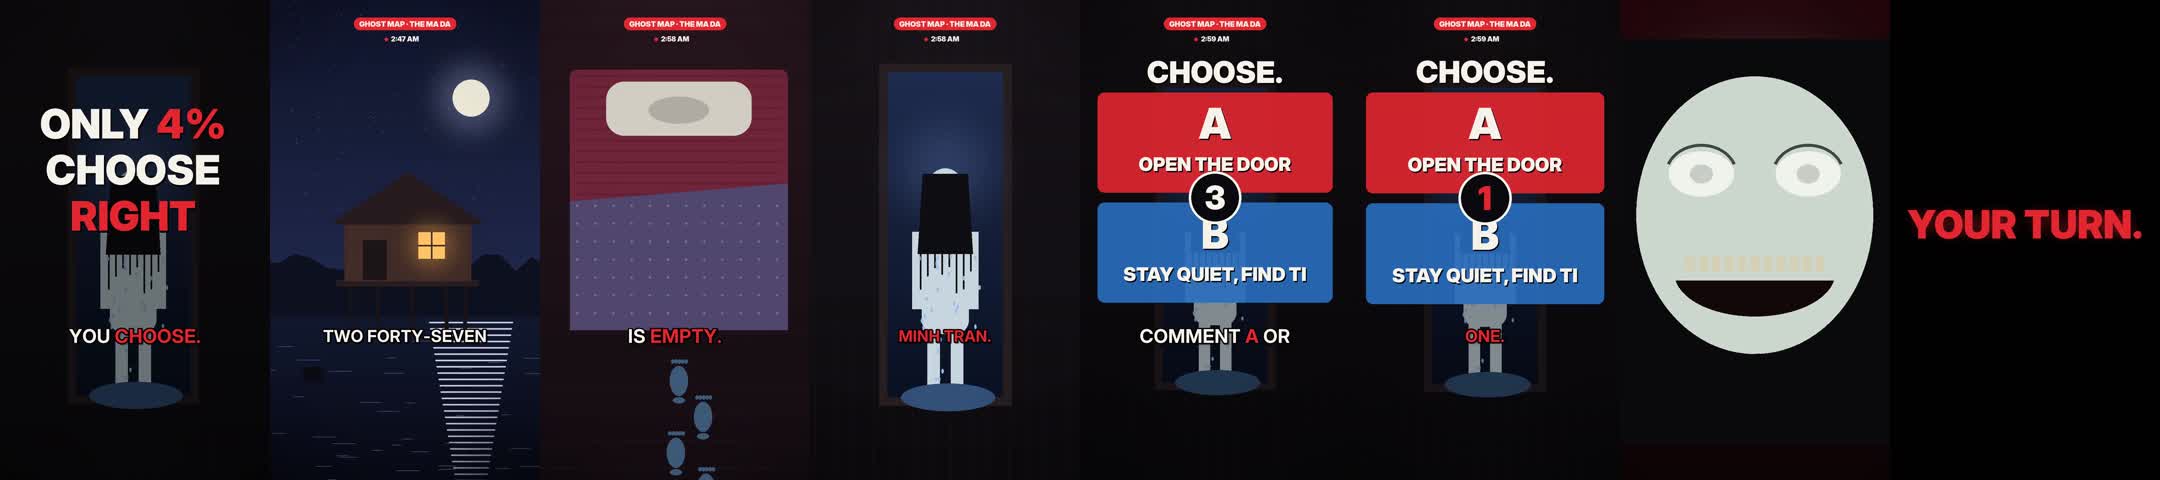 ONLY 4%
CHOOSE
RIGHT
YOU CHOOSE.
GHOST MAP · THE MA DA
2:47 AM
TWO FORTY-SEVEN
GHOST MAP · THE MA DA
2:58 AM
IS EMPTY.
GHOST MAP · THE MA DA
2:58 AM
MINH TRAN.
GHOST MAP · THE MA DA
2:59 AM
CHOOSE.
A
OPEN THE DOOR
3
B
STAY QUIET, FIND TI
COMMENT A OR
GHOST MAP · THE MA DA
2:59 AM
CHOOSE.
A
OPEN THE DOOR
1
B
STAY QUIET, FIND TI
ONE.
YOUR TURN.